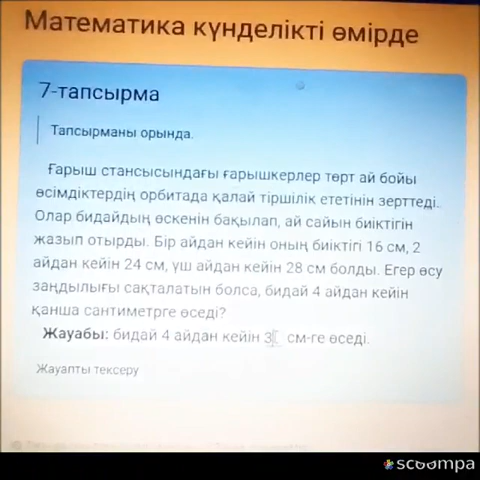 Математика күнделікті өмірде
7-тапсырма
Тапсырманы орында.
Ғарыш стансысындағы ғарышкерлер төрт ай бойы
өсімдіктердің орбитада қалай тіршілік ететінін зерттеді.
Олар бидайдың өскенін бақылап, ай сайын биіктігін
жазып отырды. Бір айдан кейін оның биіктігі 16 см, 2
айдан кейін 24 см, үш айдан кейін 28 см болды. Егер өсу
заңдылығы сақталатын болса, бидай 4 айдан кейін
қанша сантиметрге өседі?
Жауабы: бидай 4 айдан кейін 3 см-ге өседі.
Жауапты тексеру
scoompa